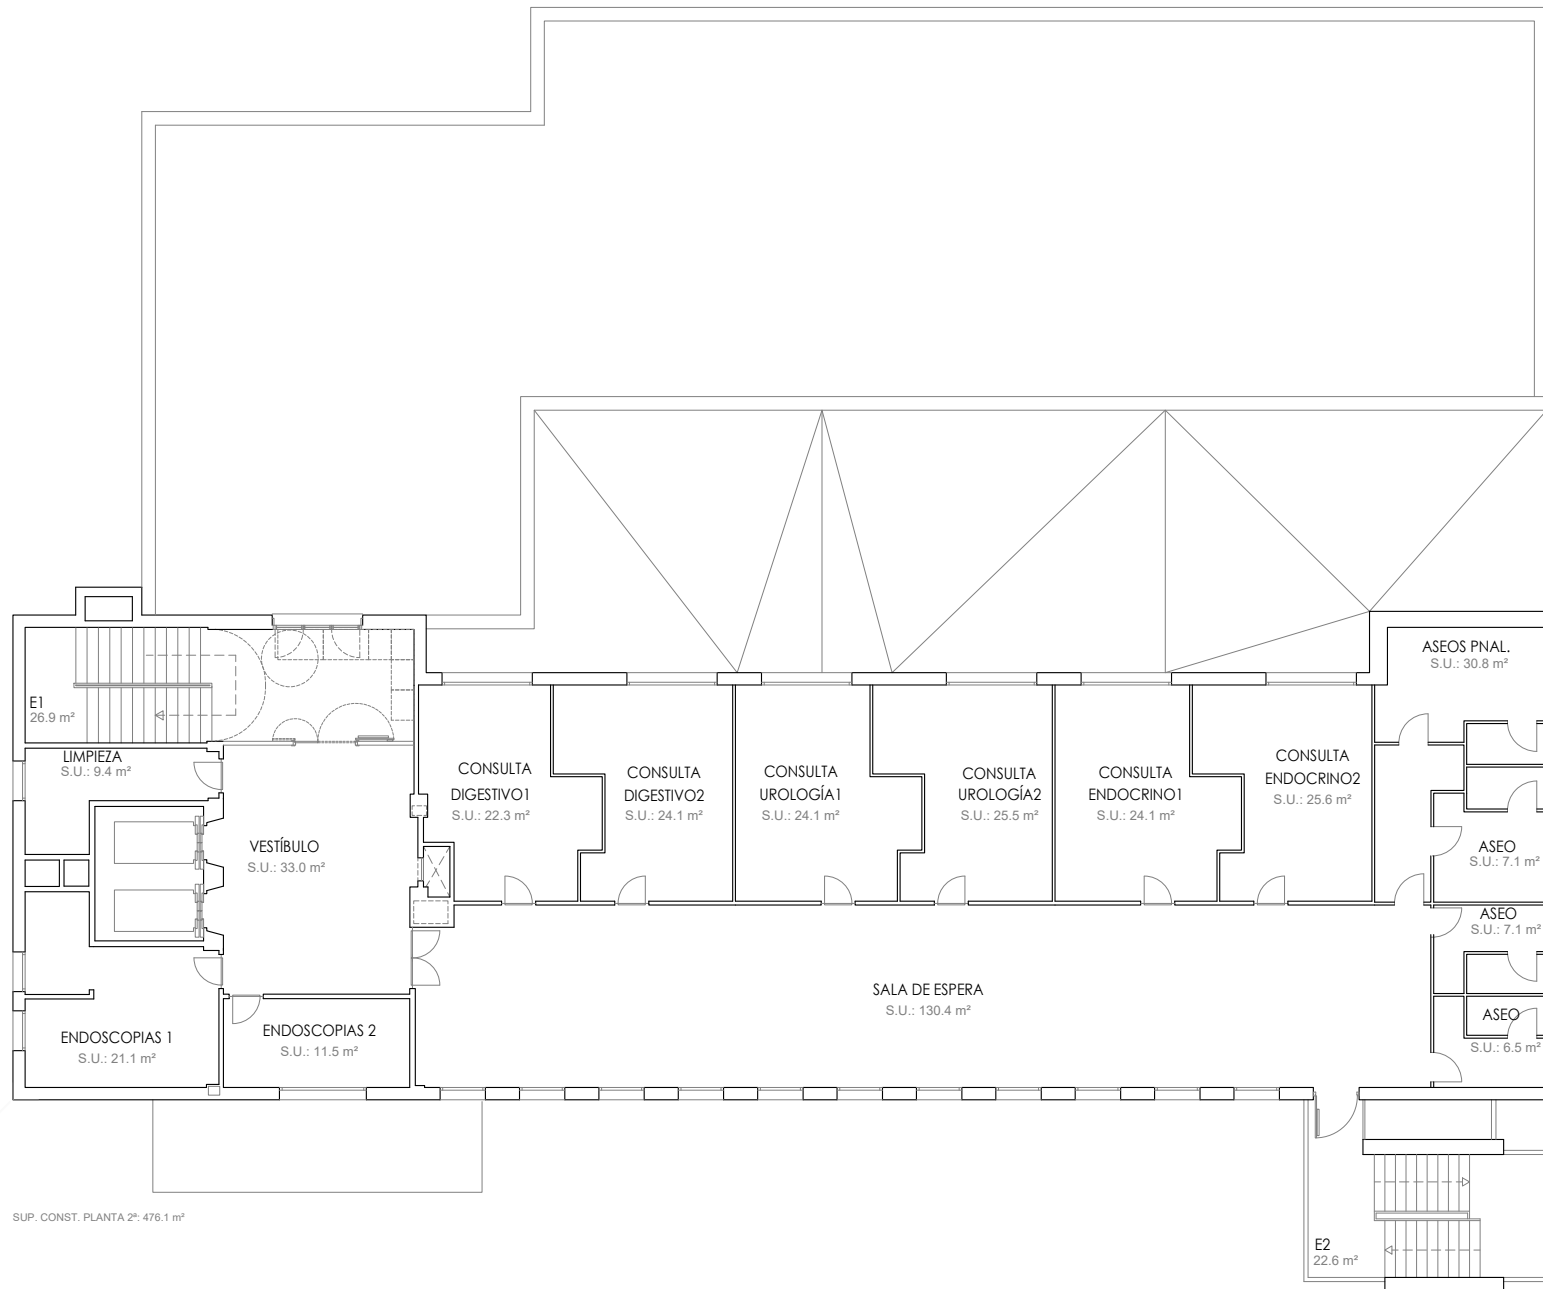 ASEOS PNAL.
S.U.: 30.8 m²
E1
26.9 m²
LIMPIEZA
S.U.: 9.4 m²
CONSULTA
DIGESTIVO1
S.U.: 22.3 m²
CONSULTA
DIGESTIVO2
S.U.: 24.1 m²
CONSULTA
UROLOGÍA1
S.U.: 24.1 m²
CONSULTA
UROLOGÍA2
S.U.: 25.5 m²
CONSULTA
ENDOCRINO1
S.U.: 24.1 m²
CONSULTA
ENDOCRINO2
S.U.: 25.6 m²
VESTÍBULO
S.U.: 33.0 m²
ASEO
S.U.: 7.1 m²
ASEO
S.U.: 7.1 m²
SALA DE ESPERA
S.U.: 130.4 m²
ASEO
S.U.: 6.5 m²
ENDOSCOPIAS 1
S.U.: 21.1 m²
ENDOSCOPIAS 2
S.U.: 11.5 m²
SUP. CONST. PLANTA 2ª: 476.1 m²
E2
22.6 m²